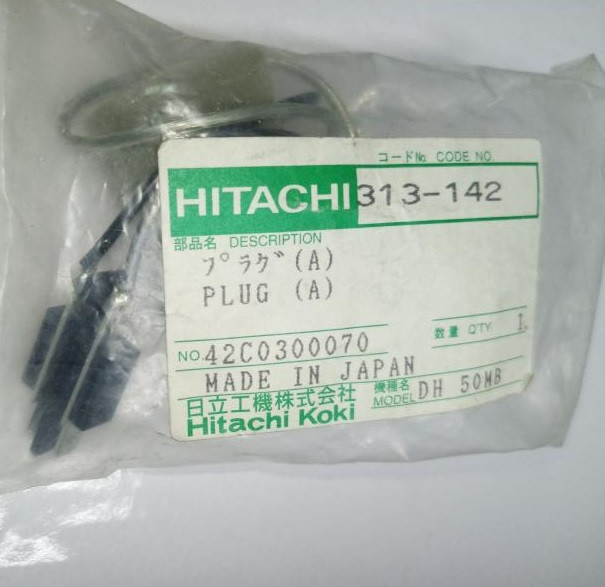 コードNo. CODE NO.
HITACHI 313-142
部品名 DESCRIPTION
プラグ(A)
PLUG (A)
数量 Q'TY 1
NO. 42C0300070
MADE IN JAPAN
機種名
MODEL DH 50MB
日立工機株式会社
Hitachi Koki